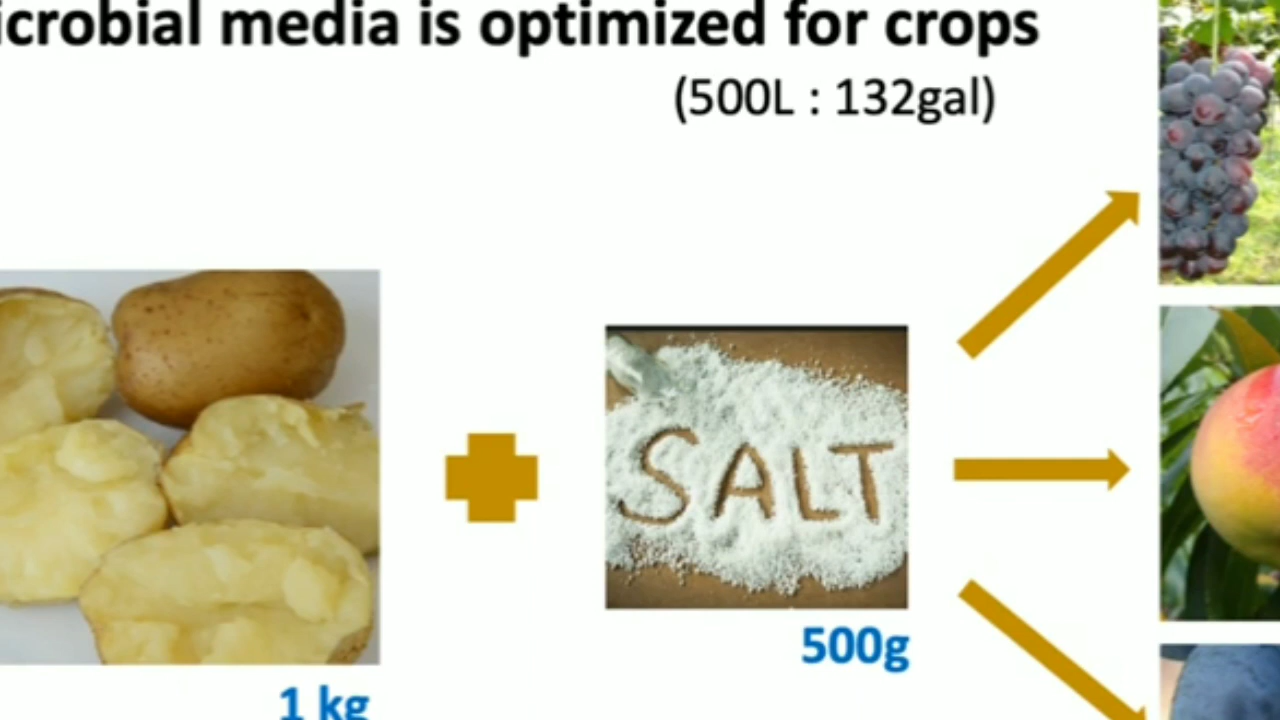 icrobial media is optimized for crops
(500L : 132gal)
SALT
500g
1 kg